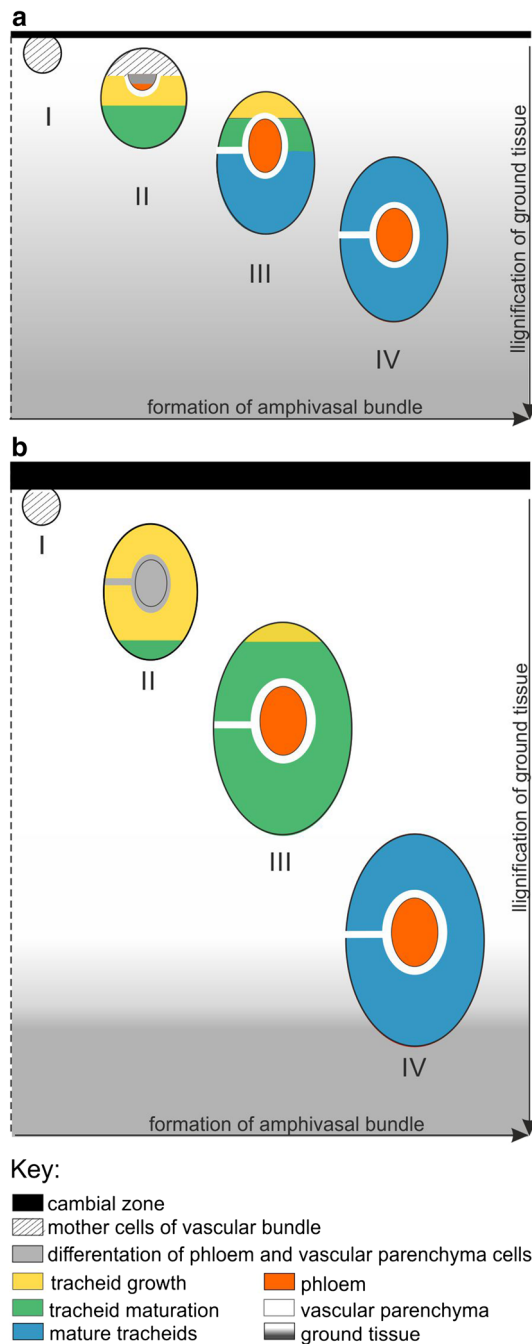 a
I
II
III
IV
llignification of ground tissue
formation of amphivasal bundle
b
I
II
III
IV
llignification of ground tissue
formation of amphivasal bundle
Key:
cambial zone
mother cells of vascular bundle
differentation of phloem and vascular parenchyma cells
tracheid growth
phloem
tracheid maturation
vascular parenchyma
mature tracheids
ground tissue